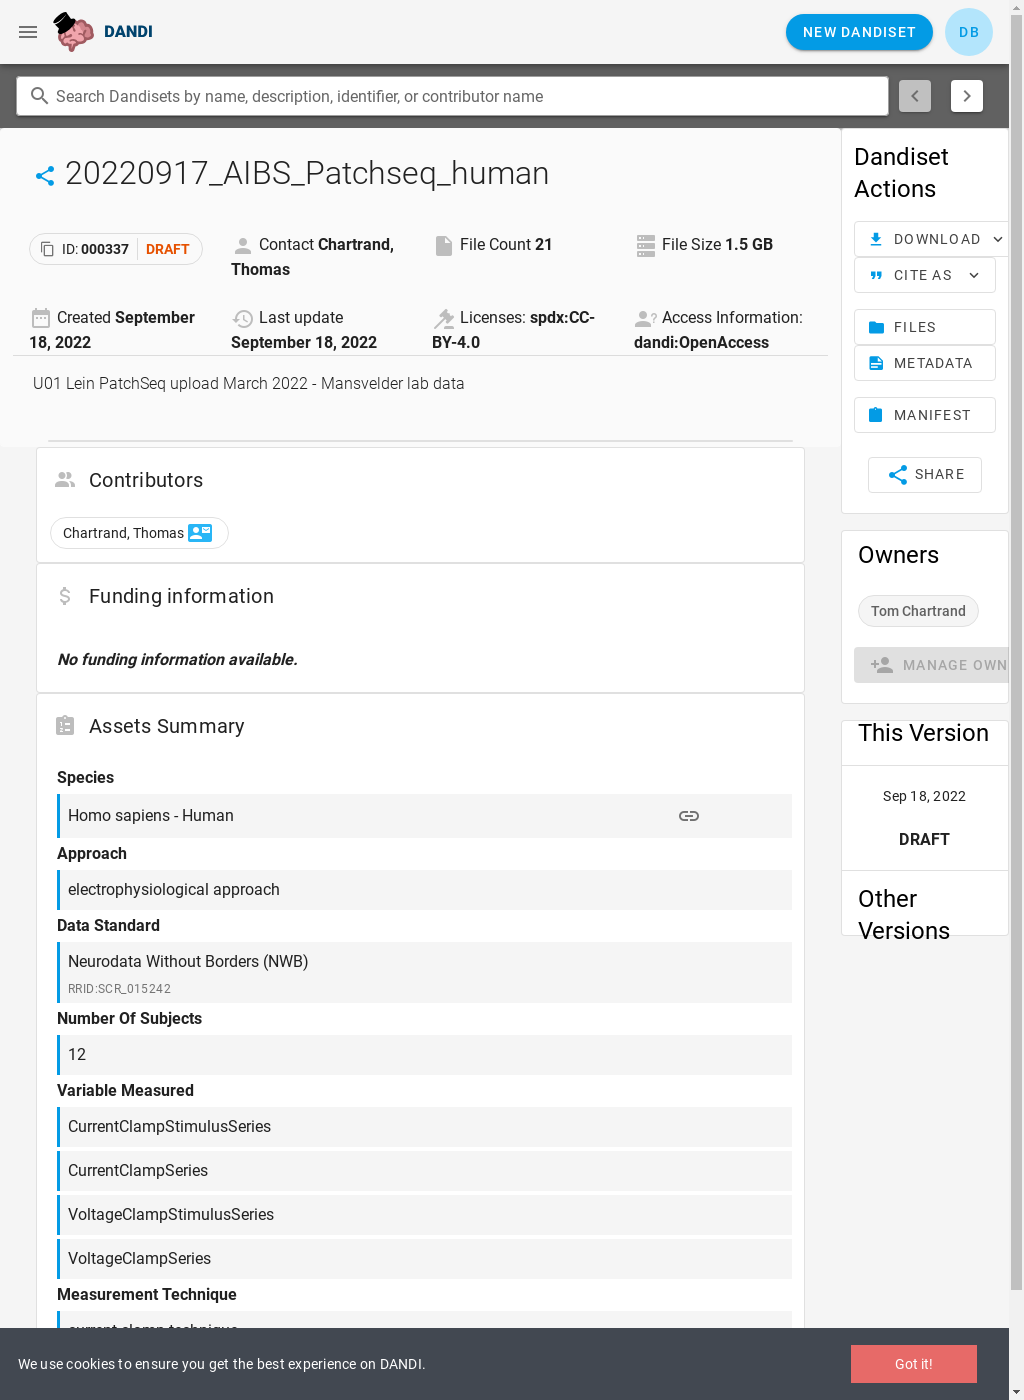 DANDI
NEW DANDISET
DB
Search Dandisets by name, description, identifier, or contributor name
20220917_AIBS_Patchseq_human
ID: 000337 DRAFT
Contact Chartrand,
Thomas
File Count 21
File Size 1.5 GB
Created September
18, 2022
Last update
September 18, 2022
Licenses: spdx:CC-
BY-4.0
Access Information:
dandi:OpenAccess
U01 Lein PatchSeq upload March 2022 - Mansvelder lab data
Contributors
Chartrand, Thomas
Funding information
No funding information available.
Assets Summary
Species
Homo sapiens - Human
Approach
electrophysiological approach
Data Standard
Neurodata Without Borders (NWB)
RRID:SCR_015242
Number Of Subjects
12
Variable Measured
CurrentClampStimulusSeries
CurrentClampSeries
VoltageClampStimulusSeries
VoltageClampSeries
Measurement Technique
current clamp technique
Dandiset
Actions
DOWNLOAD
CITE AS
FILES
METADATA
MANIFEST
SHARE
Owners
Tom Chartrand
MANAGE OWN
This Version
Sep 18, 2022
DRAFT
Other
Versions
We use cookies to ensure you get the best experience on DANDI.
Got it!